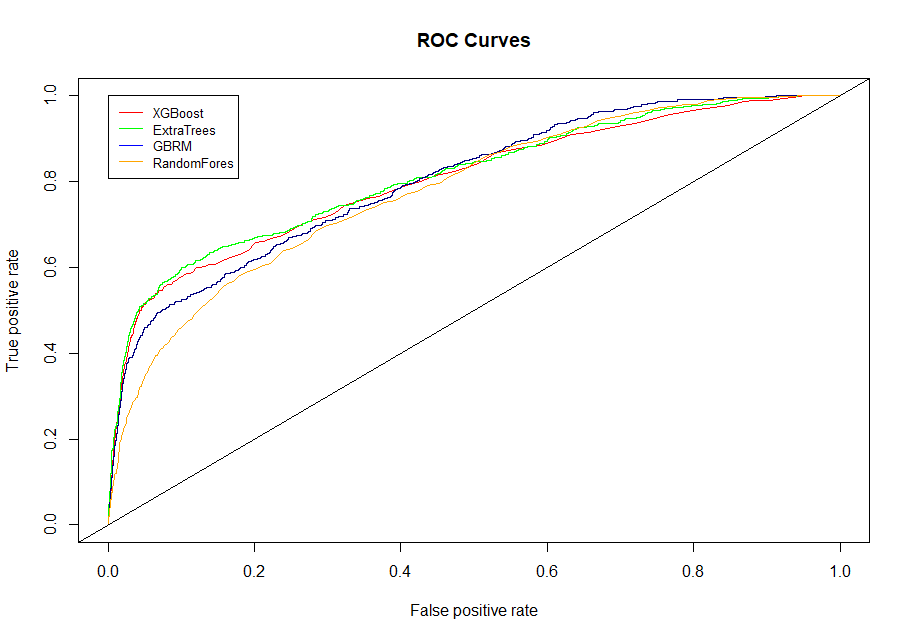 ROC Curves
XGBoost
ExtraTrees
GBRM
RandomFores
True positive rate
1.0
0.8
0.6
0.4
0.2
0.0
0.0 0.2 0.4 0.6 0.8 1.0
False positive rate